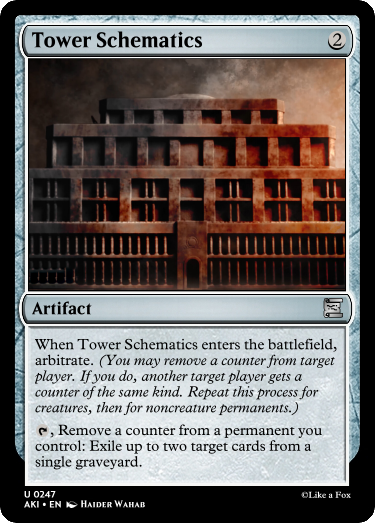 Tower Schematics 2
Artifact
When Tower Schematics enters the battlefield,
arbitrate. (You may remove a counter from target
player. If you do, another target player gets a
counter of the same kind. Repeat this process for
creatures, then for noncreature permanents.)
, Remove a counter from a permanent you
control: Exile up to two target cards from a
single graveyard.
U 0247
AKI • EN Haider Wahab
©Like a Fox